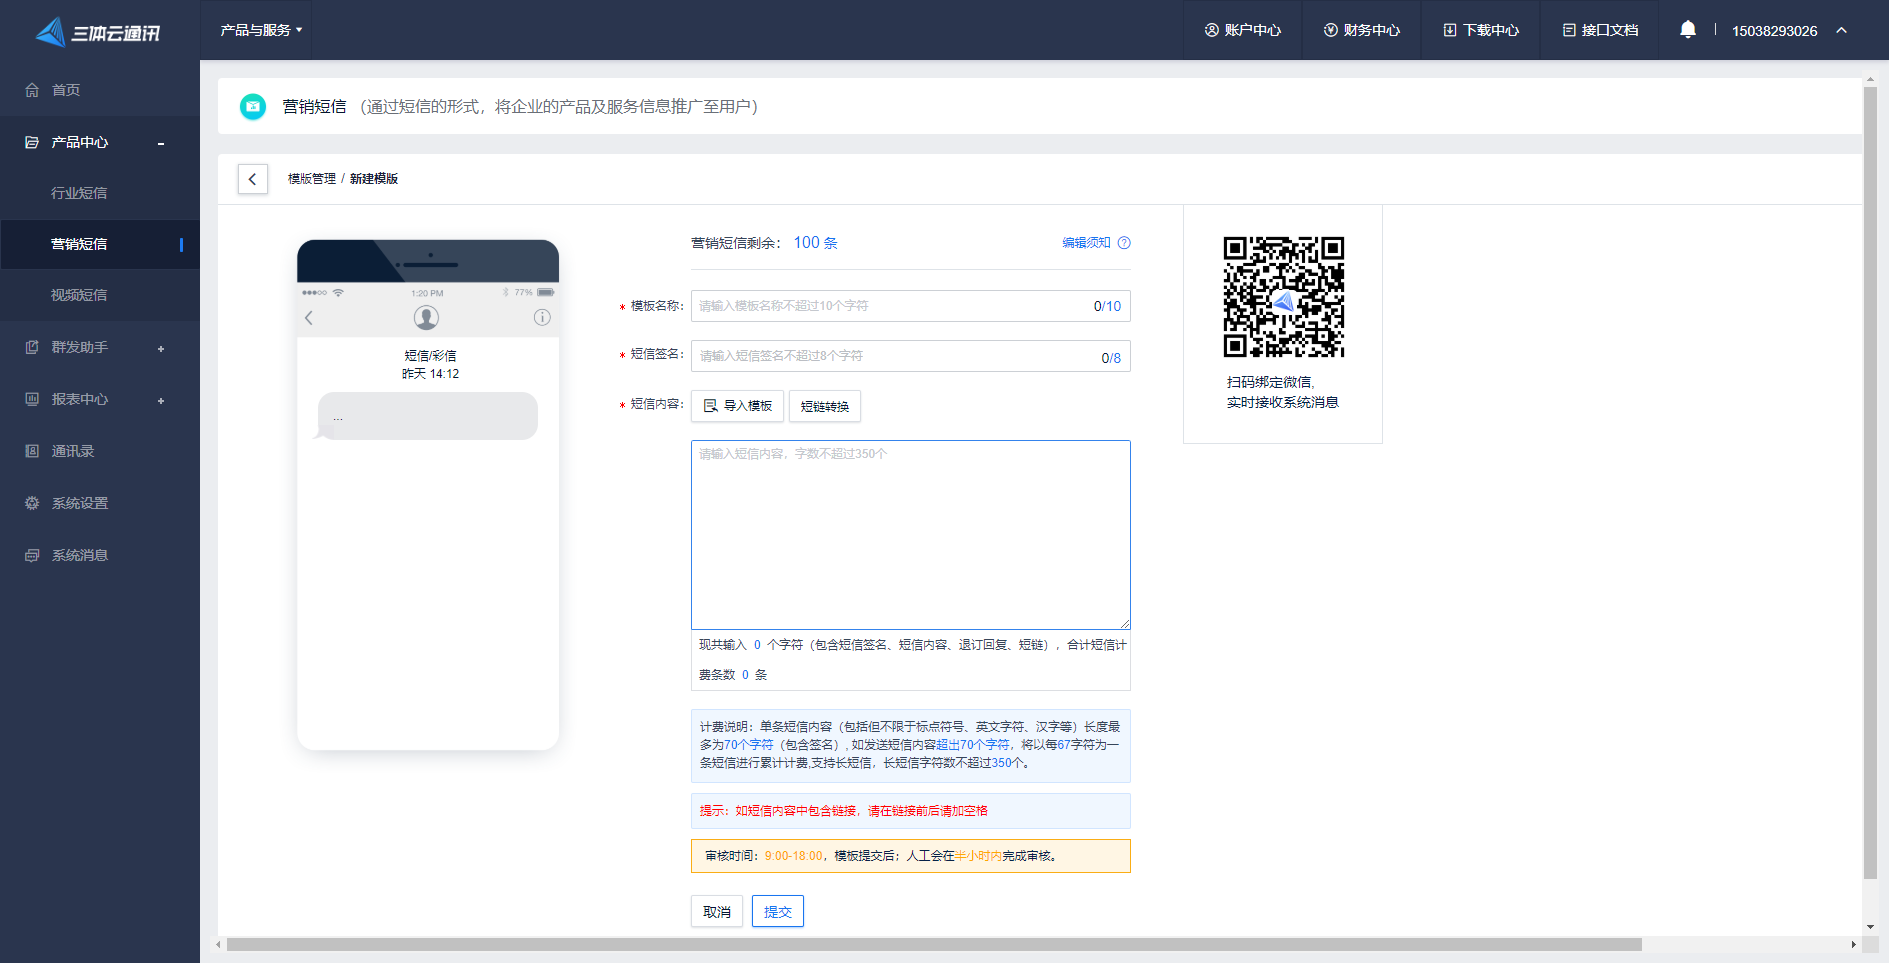 三体云通讯
产品与服务
账户中心
财务中心
下载中心
接口文档
15038293026
首页
产品中心
行业短信
营销短信
视频短信
群发助手
报表中心
通讯录
系统设置
系统消息
营销短信 （通过短信的形式，将企业的产品及服务信息推广至用户）
模版管理 / 新建模版
1:20 PM
77%
短信/彩信
昨天 14:12
...
营销短信剩余： 100 条
编辑须知
* 模板名称： 请输入模板名称不超过10个字符 0/10
* 短信签名： 请输入短信签名不超过8个字符 0/8
* 短信内容： 导入模板 短链转换
请输入短信内容，字数不超过350个
现共输入 0 个字符（包含短信签名、短信内容、退订回复、短链），合计短信计
费条数 0 条
计费说明：单条短信内容（包括但不限于标点符号、英文字符、汉字等）长度最
多为70个字符（包含签名）, 如发送短信内容超出70个字符，将以每67字符为一
条短信进行累计计费,支持长短信，长短信字符数不超过350个。
提示：如短信内容中包含链接，请在链接前后请加空格
审核时间：9:00-18:00，模板提交后；人工会在半小时内完成审核。
取消
提交
扫码绑定微信,
实时接收系统消息